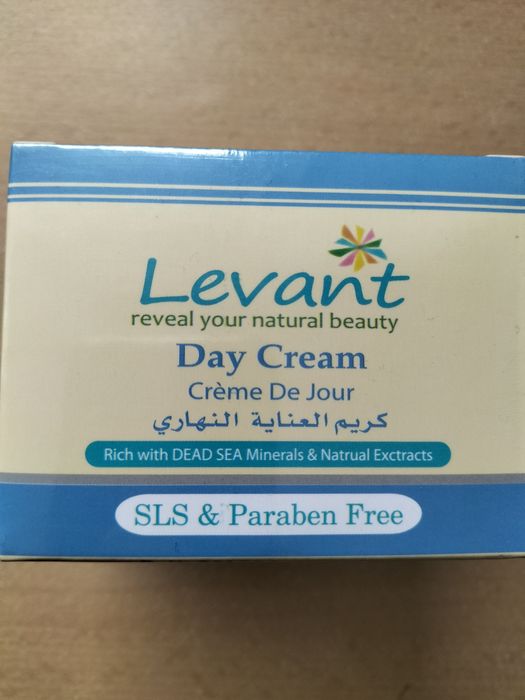 Levant
reveal your natural beauty
Day Cream
Crème De Jour
كريم العناية النهاري
Rich with DEAD SEA Minerals & Natrual Exctracts
SLS & Paraben Free